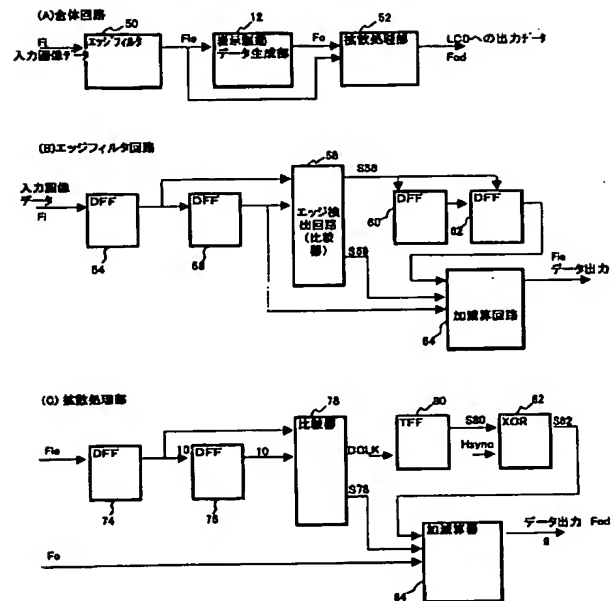 (A)全体回路
50
12
52
Fi
入力画像データ
エッジフィルタ
Fie
表示駆動
データ生成部
Fo
拡散処理部
LCDへの出力データ
Fod
(B)エッジフィルタ回路
入力画像
データ
Fi
DFF
54
DFF
58
エッジ検
出回路
(比較
器)
S58
S59
DFF
60
DFF
62
加減算回路
64
Fie
データ出力
(C) 拡散処理部
Fie
DFF
74
10
DFF
10
比較器
78
DCLK
S78
TFF
80
S80
Hsync
XOR
82
S82
Fo
加減算器
84
データ出力 Fod
8